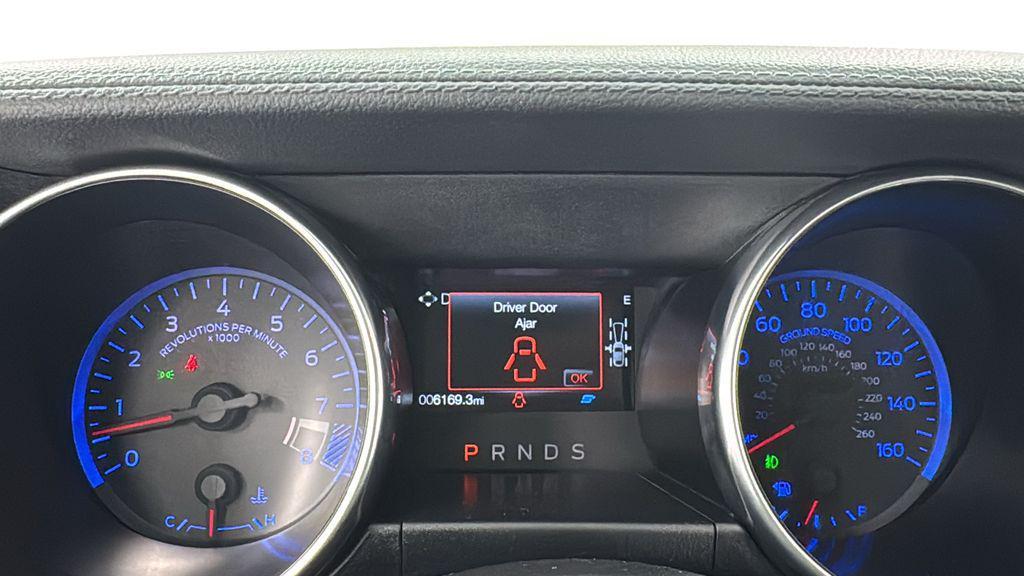 4
3
5
REVOLUTIONS PER MINUTE
x 1000
2
6
1
7
0
8
C
H
D
E
Driver Door
Ajar
OK
006169.3mi
P R N D S
80
60
100
GROUND SPEED
120 140
100
160
80
km/h
180
120
60
200
40
220
140
20
240
260
160
F